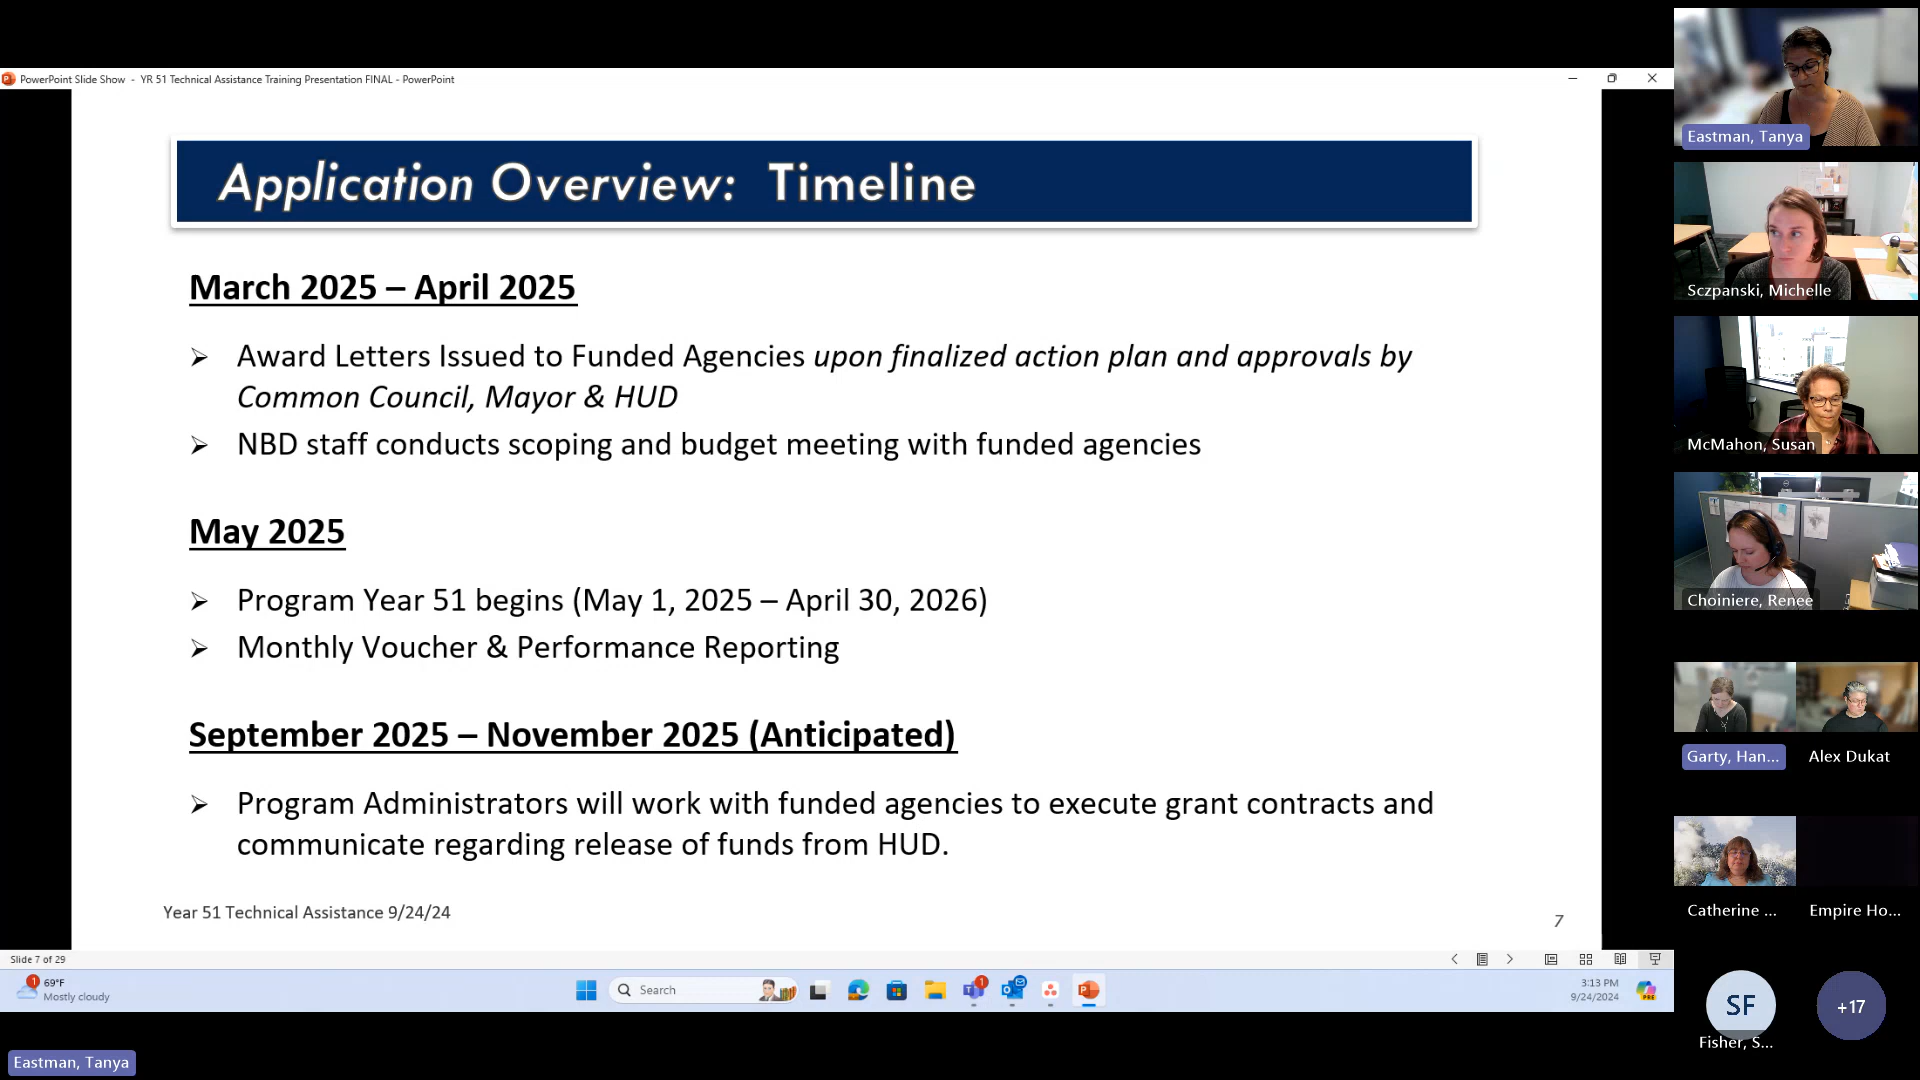 PowerPoint Slide Show - YR 51 Technical Assistance Training Presentation FINAL - PowerPoint
Application Overview: Timeline
March 2025 – April 2025
Award Letters Issued to Funded Agencies upon finalized action plan and approvals by
Common Council, Mayor & HUD
NBD staff conducts scoping and budget meeting with funded agencies
May 2025
Program Year 51 begins (May 1, 2025 – April 30, 2026)
Monthly Voucher & Performance Reporting
September 2025 – November 2025 (Anticipated)
Program Administrators will work with funded agencies to execute grant contracts and
communicate regarding release of funds from HUD.
Year 51 Technical Assistance 9/24/24
7
Slide 7 of 29
1
69°F
Mostly cloudy
Search
1
3:13 PM
9/24/2024
PRE
Eastman, Tanya
Eastman, Tanya
Sczpanski, Michelle
McMahon, Susan
Choiniere, Renee
Garty, Han...
Alex Dukat
Catherine ...
Empire Ho...
SF
Fisher, S...
+17